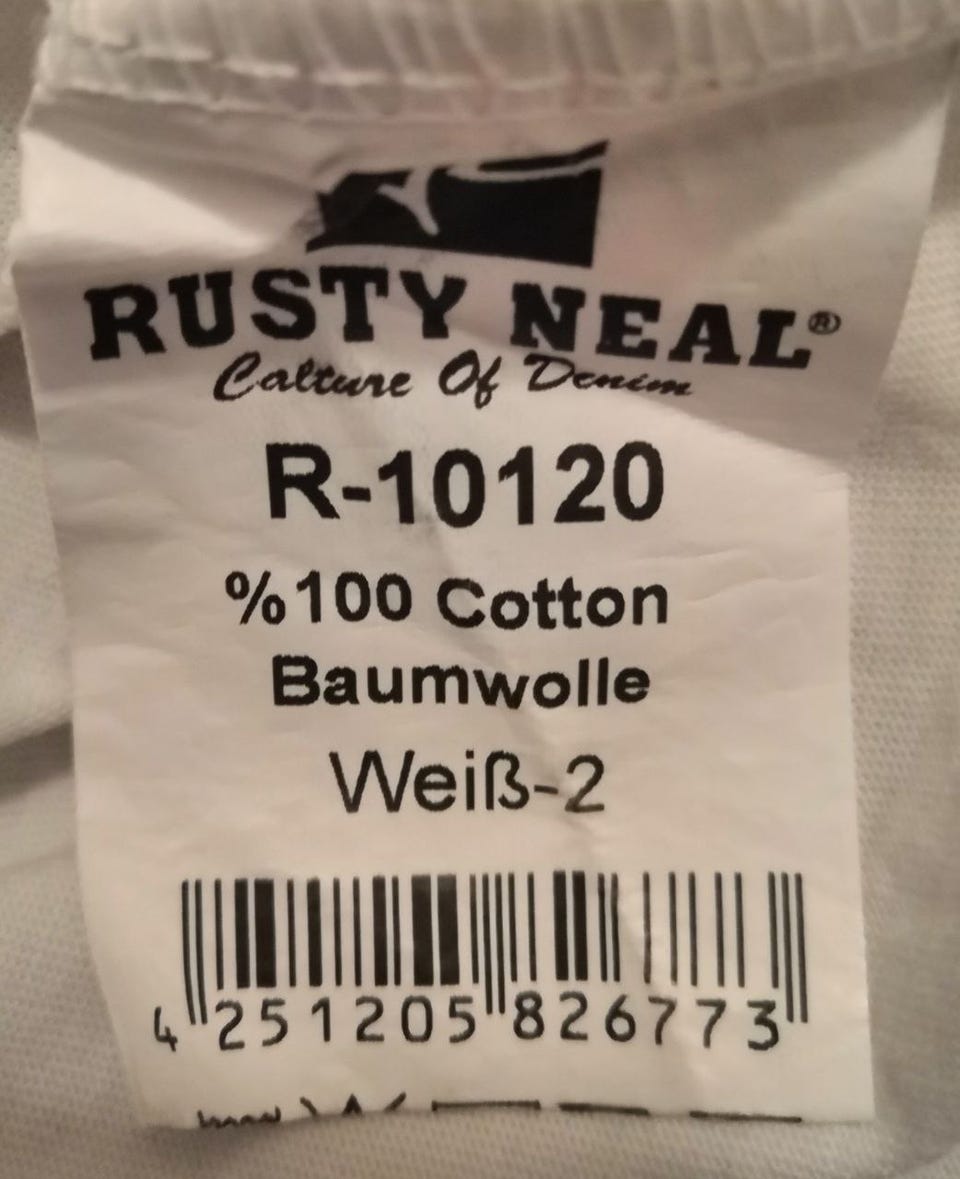 RUSTY NEAL®
Calture Of Denim
R-10120
%100 Cotton
Baumwolle
Weiß-2
4 251205 826773